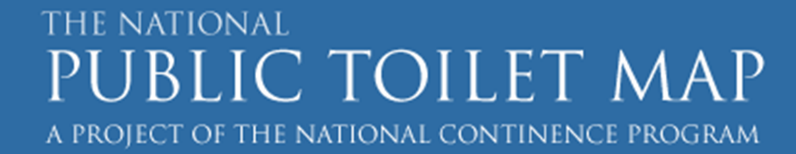 THE NATIONAL
PUBLIC TOILET MAP
A PROJECT OF THE NATIONAL CONTINENCE PROGRAM